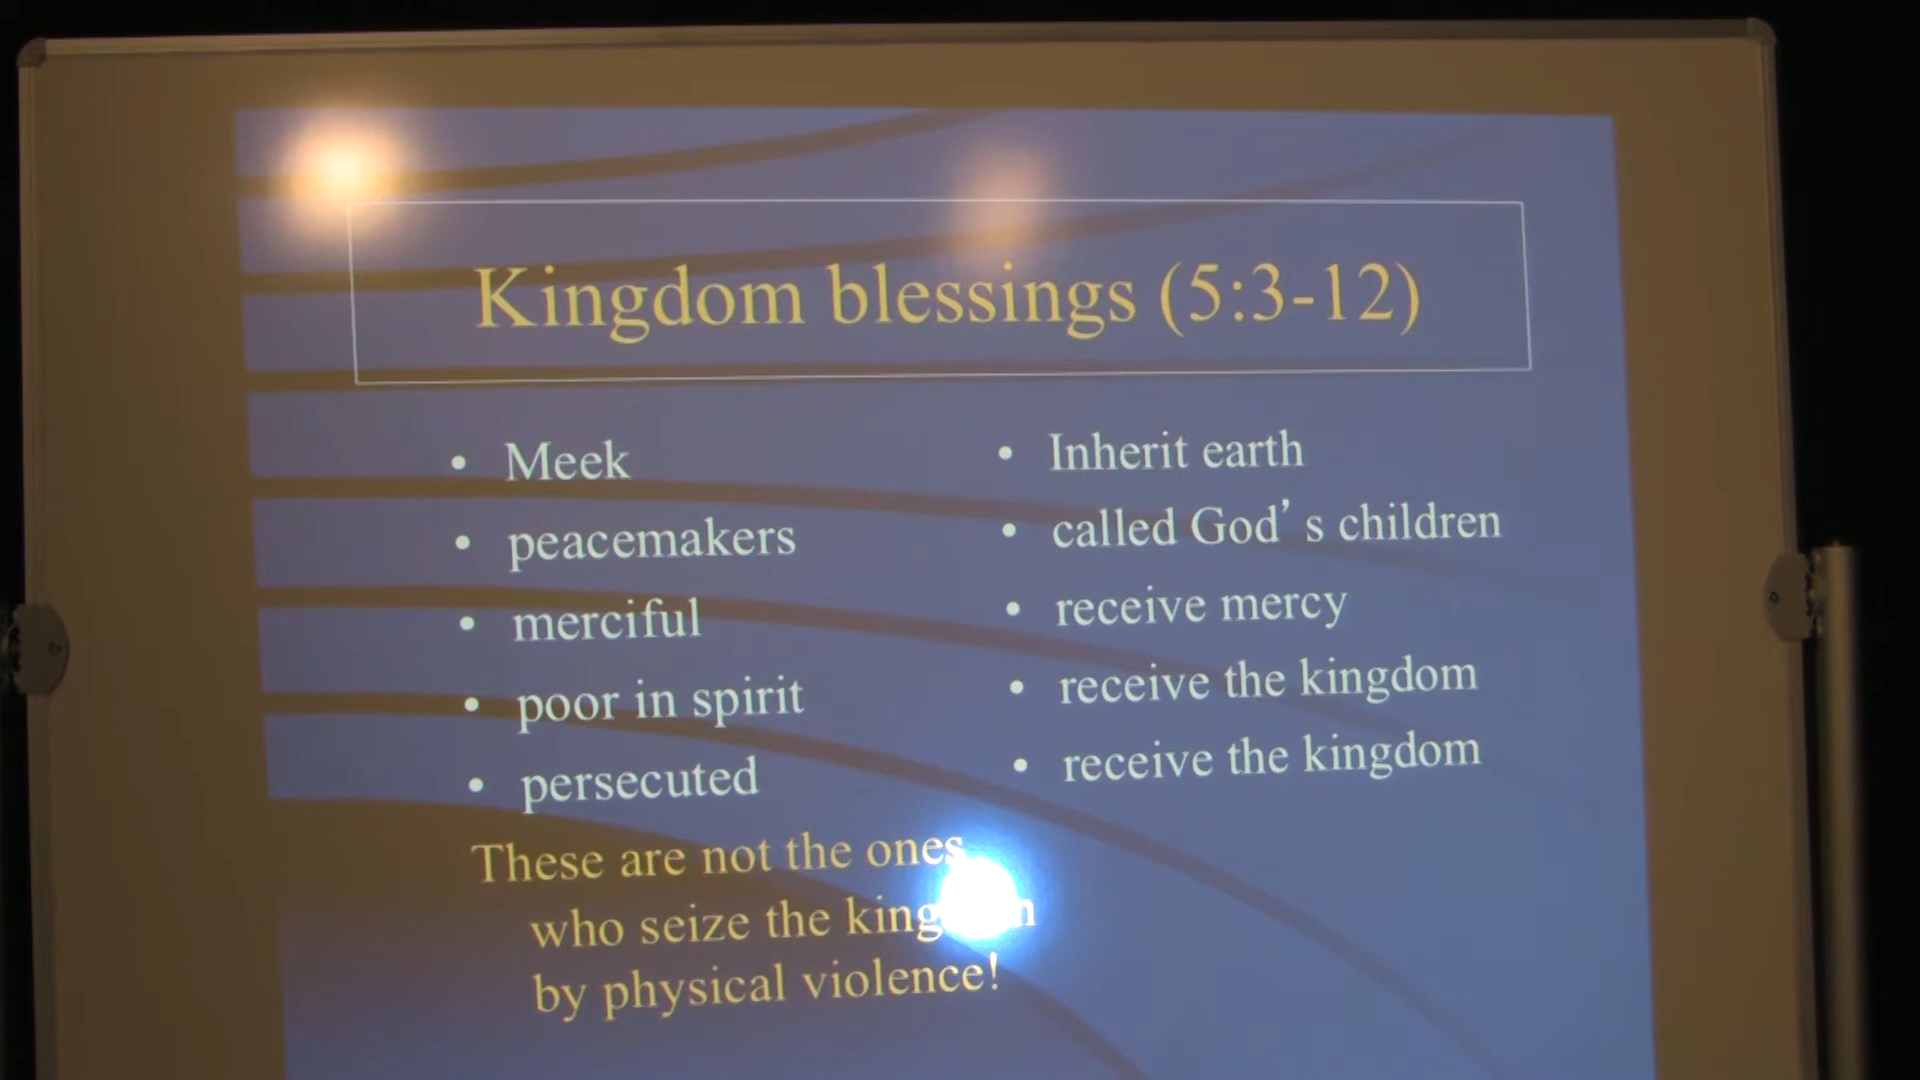 Kingdom blessings (5:3-12)
• Meek
• peacemakers
• merciful
• poor in spirit
• persecuted
• Inherit earth
• called God's children
• receive mercy
• receive the kingdom
• receive the kingdom
These are not the ones
who seize the
by physical violence!